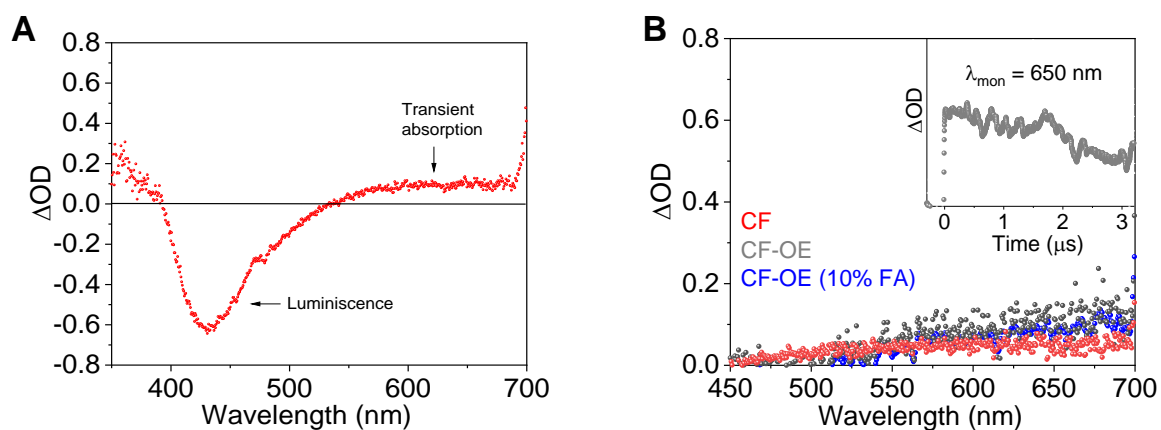 A
0.8
0.6
0.4
0.2
0.0
-0.2
-0.4
-0.6
-0.8
ΔOD
Transient
absorption
Luminiscence
400
500
600
700
Wavelength (nm)
B
0.8
0.6
0.4
0.2
0.0
ΔOD
λmon = 650 nm
ΔOD
0
1
2
3
Time (μs)
CF
CF-OE
CF-OE (10% FA)
450
500
550
600
650
700
Wavelength (nm)